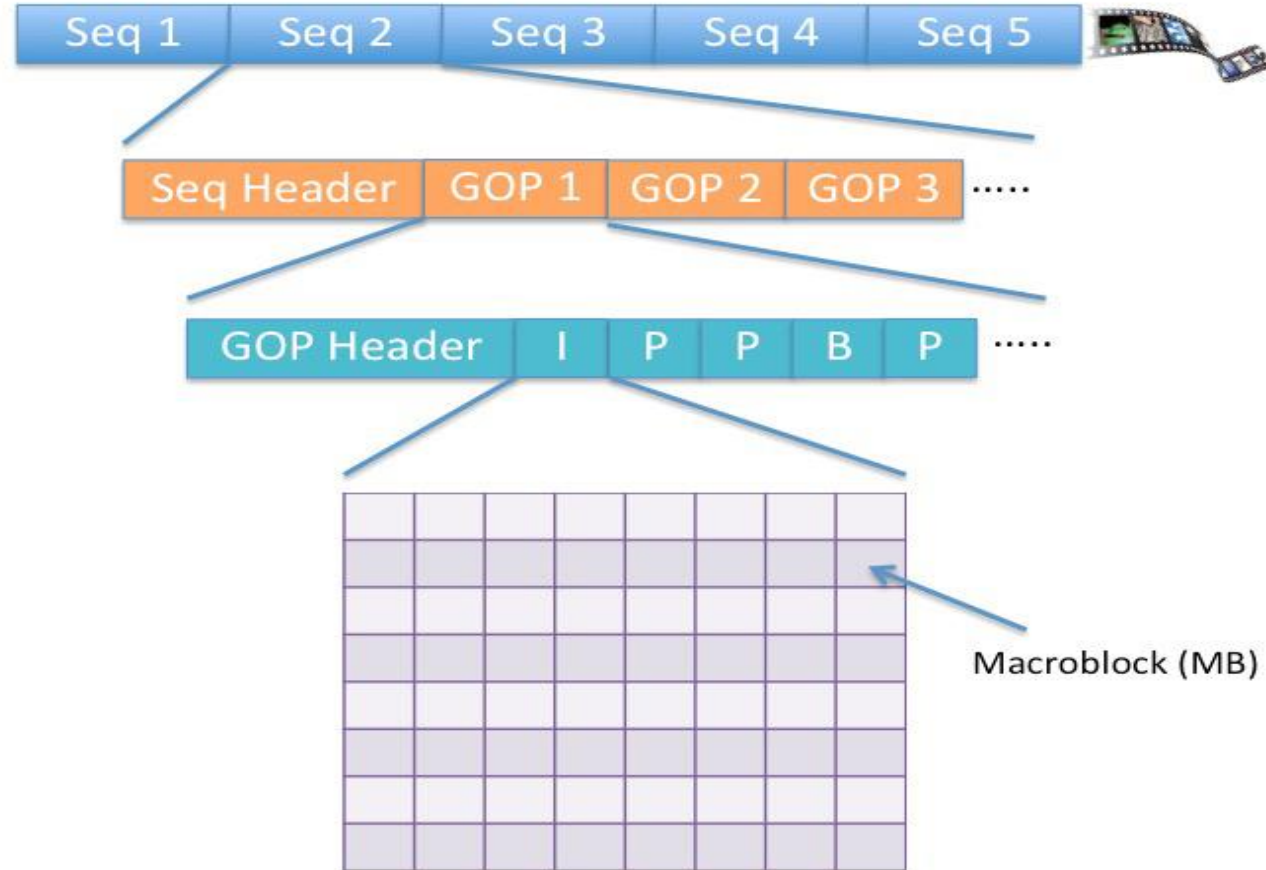 Seq 1 Seq 2 Seq 3 Seq 4 Seq 5
Seq Header GOP 1 GOP 2 GOP 3 .....
GOP Header I P P B P .....
Macroblock (MB)